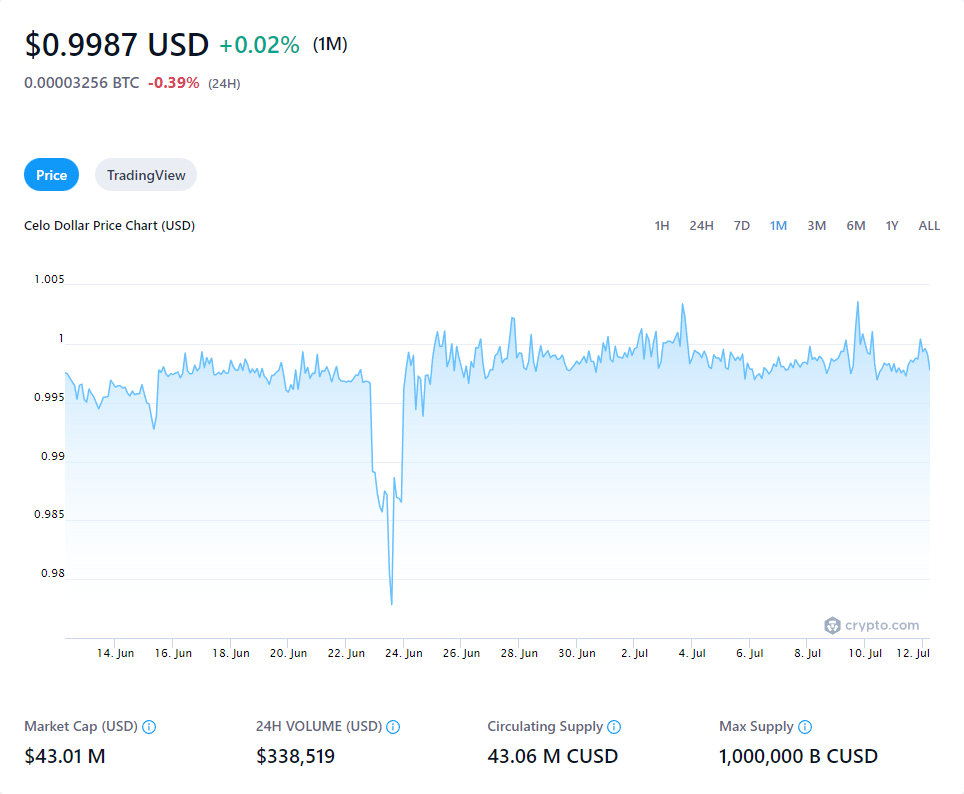 $0.9987 USD +0.02% (1M)
0.00003256 BTC -0.39% (24H)
Price TradingView
Celo Dollar Price Chart (USD) 1H 24H 7D 1M 3M 6M 1Y ALL
1.005
1
0.995
0.99
0.985
0.98
crypto.com
14. Jun 16. Jun 18. Jun 20. Jun 22. Jun 24. Jun 26. Jun 28. Jun 30. Jun 2. Jul 4. Jul 6. Jul 8. Jul 10. Jul 12. Jul
Market Cap (USD) 24H VOLUME (USD) Circulating Supply Max Supply
$43.01 M $338,519 43.06 M CUSD 1,000,000 B CUSD